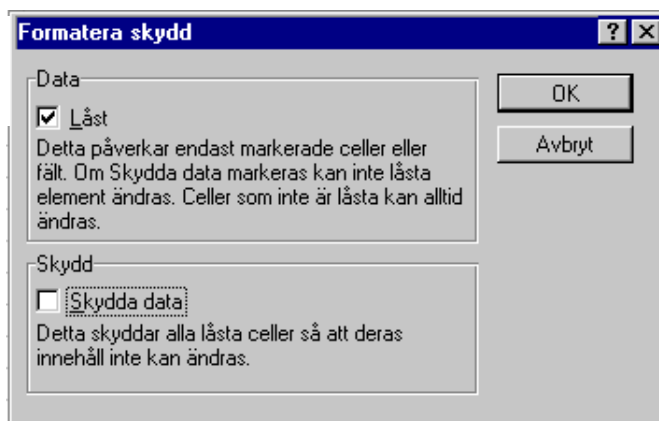 Formatera skydd
Data
Låst
Detta påverkar endast markerade celler eller
fält. Om Skydda data markeras kan inte låsta
element ändras. Celler som inte är låsta kan alltid
ändras.
OK
Avbryt
Skydd
Skydda data
Detta skyddar alla låsta celler så att deras
innehåll inte kan ändras.